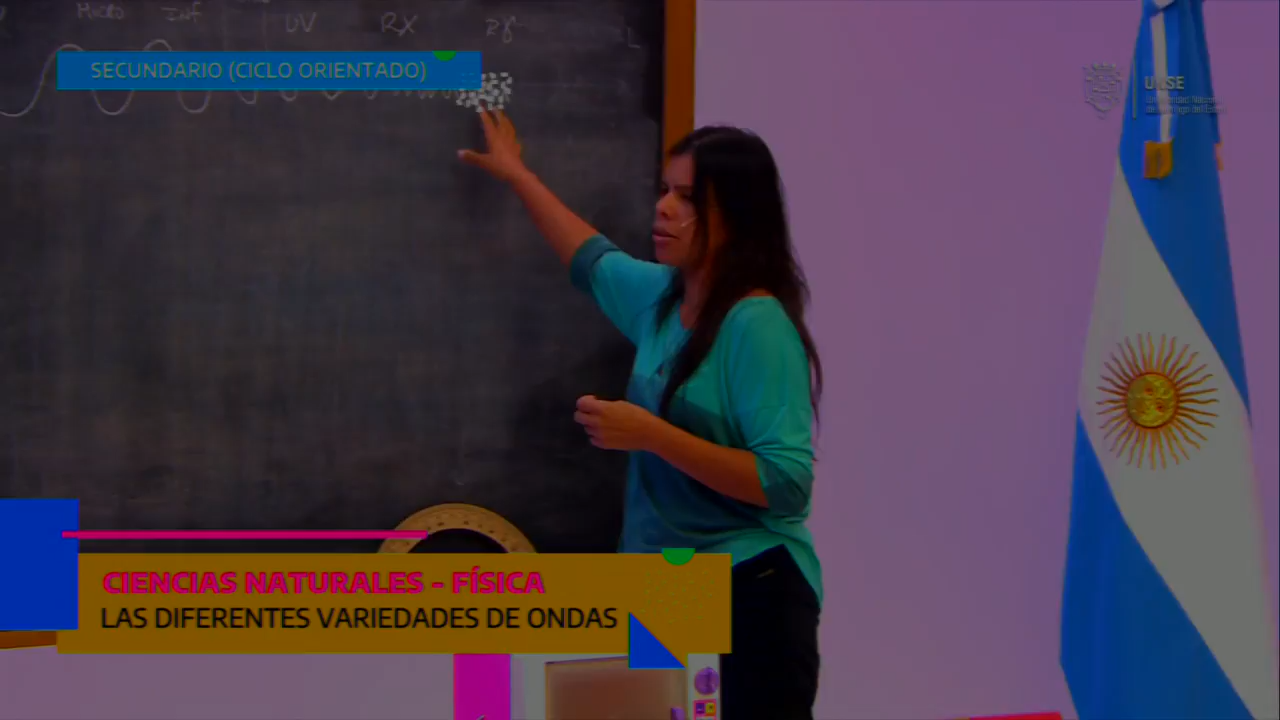 Micro Inf UV RX
SECUNDARIO (CICLO ORIENTADO)
UNSE
CIENCIAS NATURALES - FÍSICA
LAS DIFERENTES VARIEDADES DE ONDAS